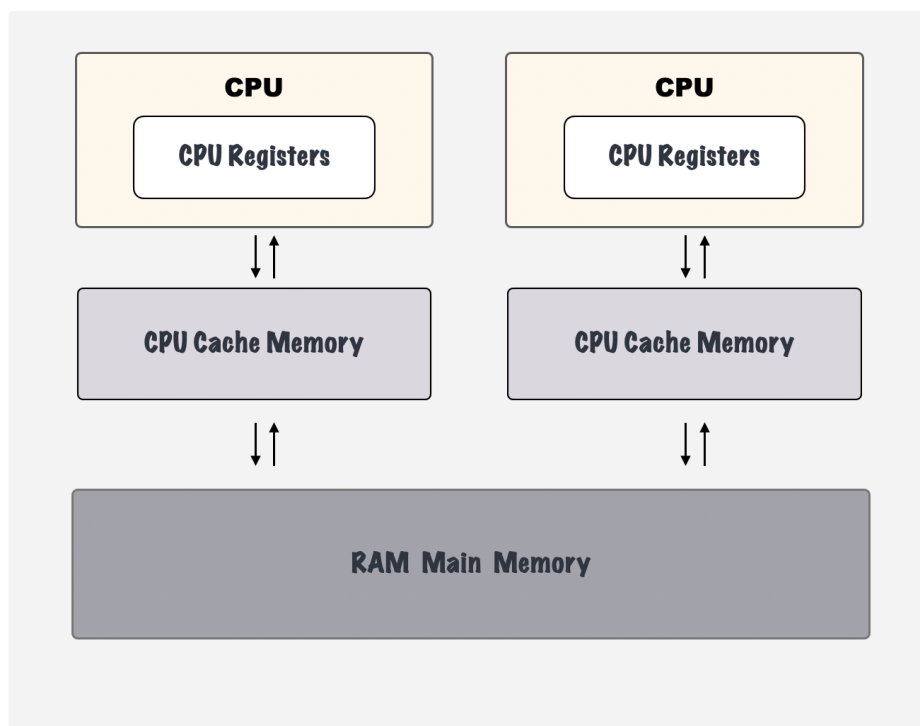 CPU
CPU Registers
CPU Cache Memory
CPU
CPU Registers
CPU Cache Memory
RAM Main Memory